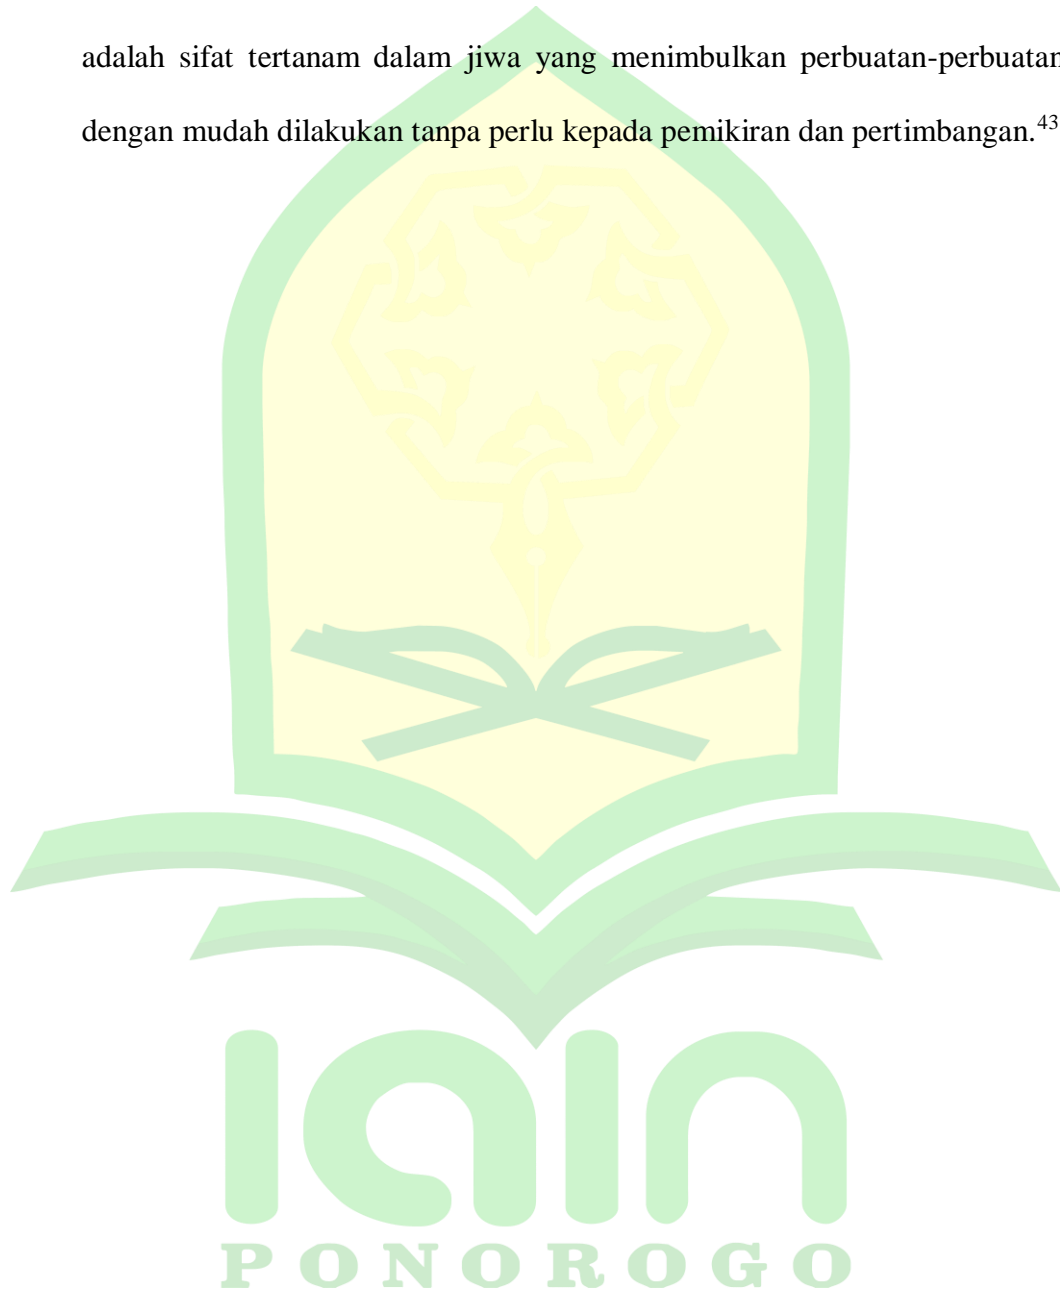 adalah sifat tertanam dalam jiwa yang menimbulkan perbuatan-perbuatan
dengan mudah dilakukan tanpa perlu kepada pemikiran dan pertimbangan.43
iain
PONOROGO